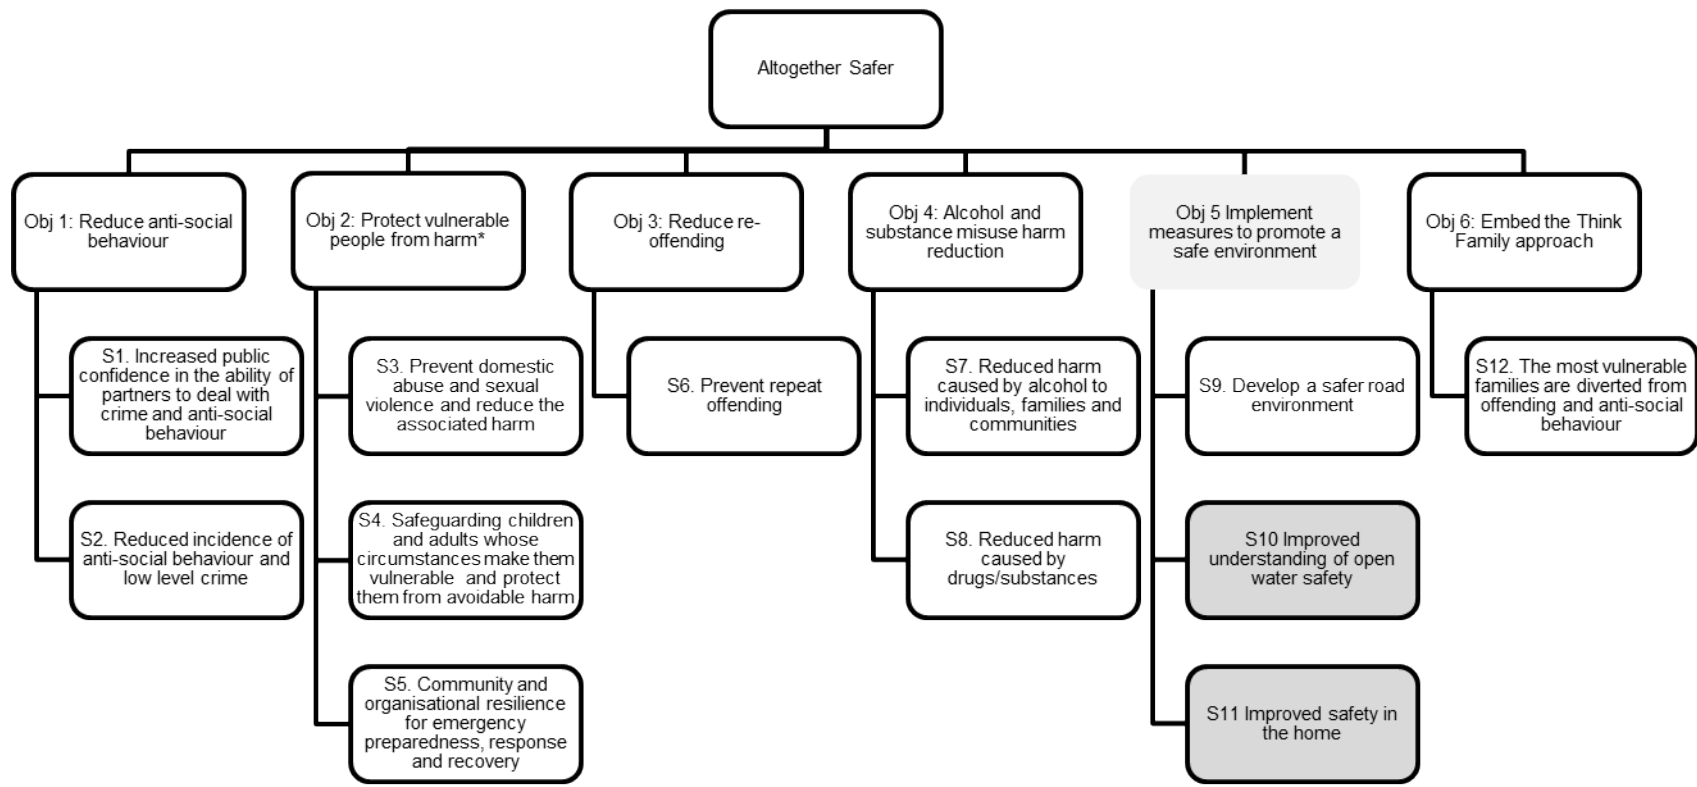 Altogether Safer
Obj 1: Reduce anti-social
behaviour
Obj 2: Protect vulnerable
people from harm*
Obj 3: Reduce re-
offending
Obj 4: Alcohol and
substance misuse harm
reduction
Obj 5 Implement
measures to promote a
safe environment
Obj 6: Embed the Think
Family approach
S1. Increased public
confidence in the ability of
partners to deal with
crime and anti-social
behaviour
S2. Reduced incidence of
anti-social behaviour and
low level crime
S3. Prevent domestic
abuse and sexual
violence and reduce the
associated harm
S4. Safeguarding children
and adults whose
circumstances make them
vulnerable and protect
them from avoidable harm
S5. Community and
organisational resilience
for emergency
preparedness, response
and recovery
S6. Prevent repeat
offending
S7. Reduced harm
caused by alcohol to
individuals, families and
communities
S8. Reduced harm
caused by
drugs/substances
S9. Develop a safer road
environment
S10 Improved
understanding of open
water safety
S11 Improved safety in
the home
S12. The most vulnerable
families are diverted from
offending and anti-social
behaviour